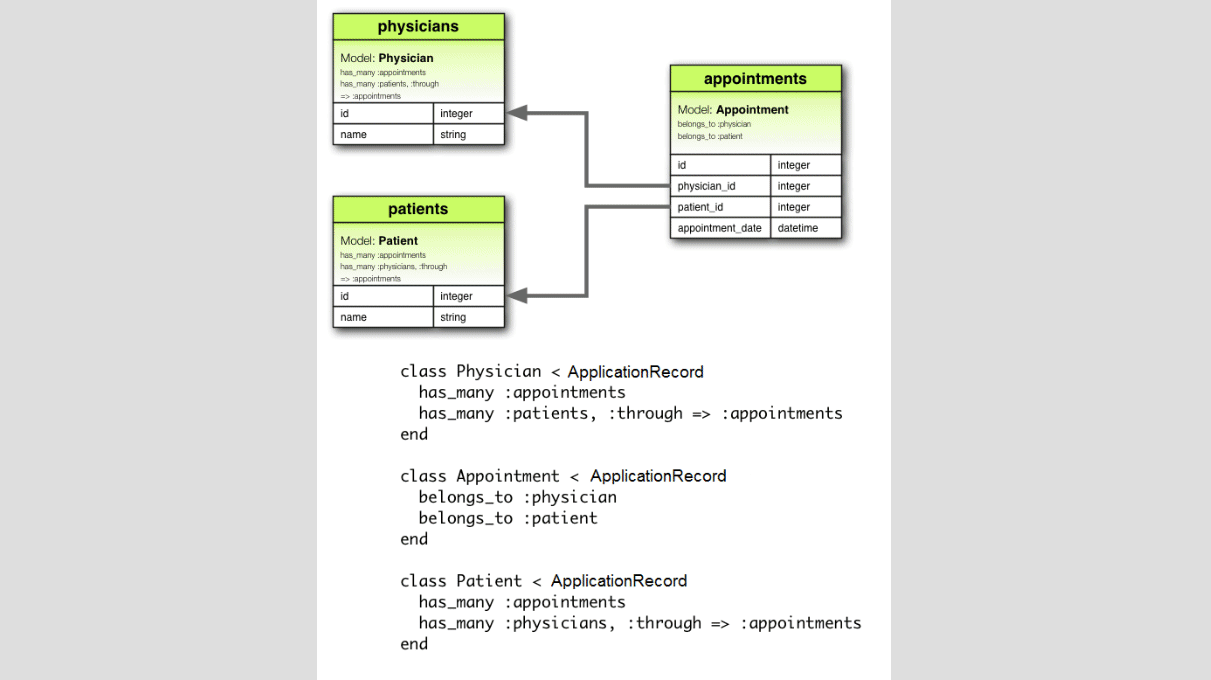 physicians
Model: Physician
has_many :appointments
has_many :patients, :through
=> :appointments
id integer
name string
appointments
Model: Appointment
belongs_to :physician
belongs_to :patient
id integer
physician_id integer
patient_id integer
appointment_date datetime
patients
Model: Patient
has_many :appointments
has_many :physicians, :through
=> :appointments
id integer
name string
class Physician < ApplicationRecord
  has_many :appointments
  has_many :patients, :through => :appointments
end
class Appointment < ApplicationRecord
  belongs_to :physician
  belongs_to :patient
end
class Patient < ApplicationRecord
  has_many :appointments
  has_many :physicians, :through => :appointments
end